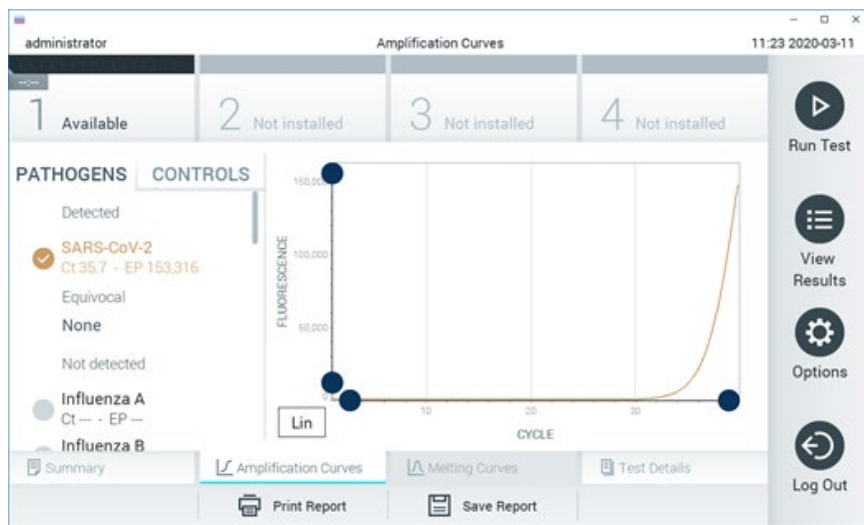 administrator
Amplification Curves
11:23 2020-03-11
--:--
1 Available
2 Not installed
3 Not installed
4 Not installed
Run Test
PATHOGENS
CONTROLS
Detected
SARS-CoV-2
Ct 35.7 - EP 153,316
Equivocal
None
Not detected
Influenza A
Ct --- - EP ---
Influenza B
FLUORESCENCE
150,000
100,000
50,000
0
10
20
30
CYCLE
Lin
View
Results
Options
Log Out
Summary
Amplification Curves
Melting Curves
Test Details
Print Report
Save Report